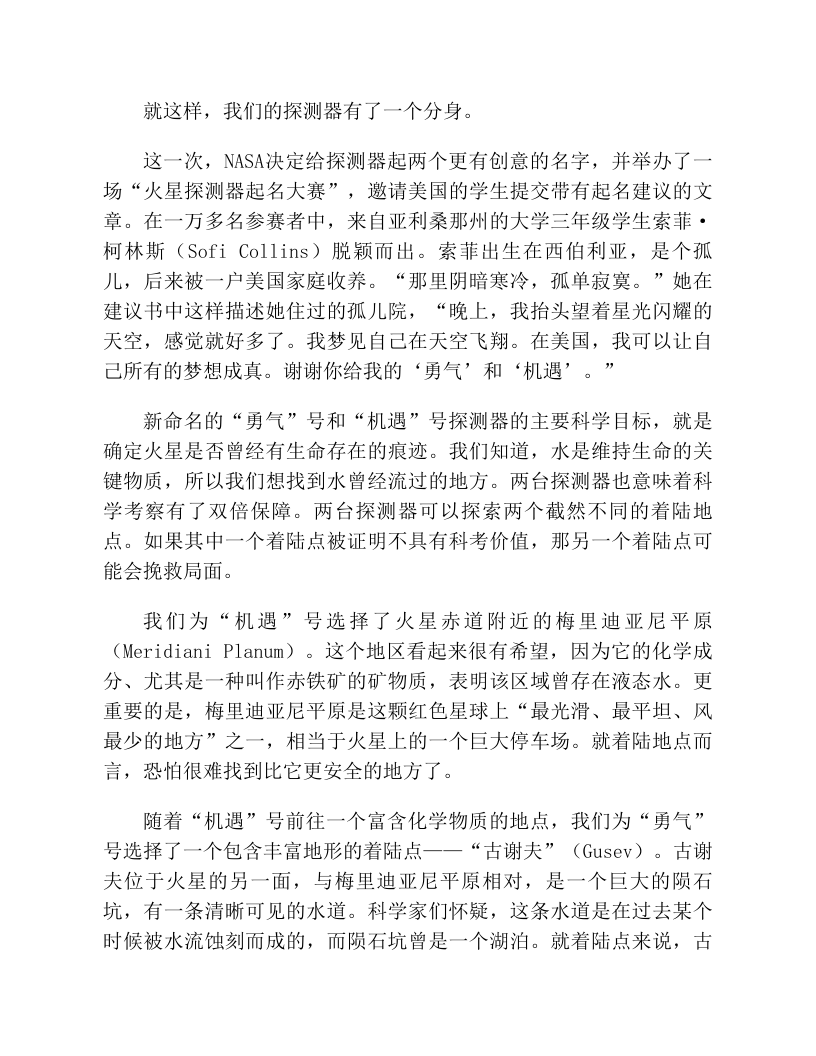 就这样，我们的探测器有了一个分身。
这一次，NASA决定给探测器起两个更有创意的名字，并举办了一
场“火星探测器起名大赛”，邀请美国的学生提交带有起名建议的文
章。在一万多名参赛者中，来自亚利桑那州的大学三年级学生索菲·
柯林斯（Sofi Collins）脱颖而出。索菲出生在西伯利亚，是个孤
儿，后来被一户美国家庭收养。“那里阴暗寒冷，孤单寂寞。”她在
建议书中这样描述她住过的孤儿院，“晚上，我抬头望着星光闪耀的
天空，感觉就好多了。我梦见自己在天空飞翔。在美国，我可以让自
己所有的梦想成真。谢谢你给我的‘勇气’和‘机遇’。”
新命名的“勇气”号和“机遇”号探测器的主要科学目标，就是
确定火星是否曾经有生命存在的痕迹。我们知道，水是维持生命的关
键物质，所以我们想找到水曾经流过的地方。两台探测器也意味着科
学考察有了双倍保障。两台探测器可以探索两个截然不同的着陆地
点。如果其中一个着陆点被证明不具有科考价值，那另一个着陆点可
能会挽救局面。
我们为“机遇”号选择了火星赤道附近的梅里迪亚尼平原
（Meridiani Planum）。这个地区看起来很有希望，因为它的化学成
分、尤其是一种叫作赤铁矿的矿物质，表明该区域曾存在液态水。更
重要的是，梅里迪亚尼平原是这颗红色星球上“最光滑、最平坦、风
最少的地方”之一，相当于火星上的一个巨大停车场。就着陆地点而
言，恐怕很难找到比它更安全的地方了。
随着“机遇”号前往一个富含化学物质的地点，我们为“勇气”
号选择了一个包含丰富地形的着陆点——“古谢夫”（Gusev）。古谢
夫位于火星的另一面，与梅里迪亚尼平原相对，是一个巨大的陨石
坑，有一条清晰可见的水道。科学家们怀疑，这条水道是在过去某个
时候被水流蚀刻而成的，而陨石坑曾是一个湖泊。就着陆点来说，古